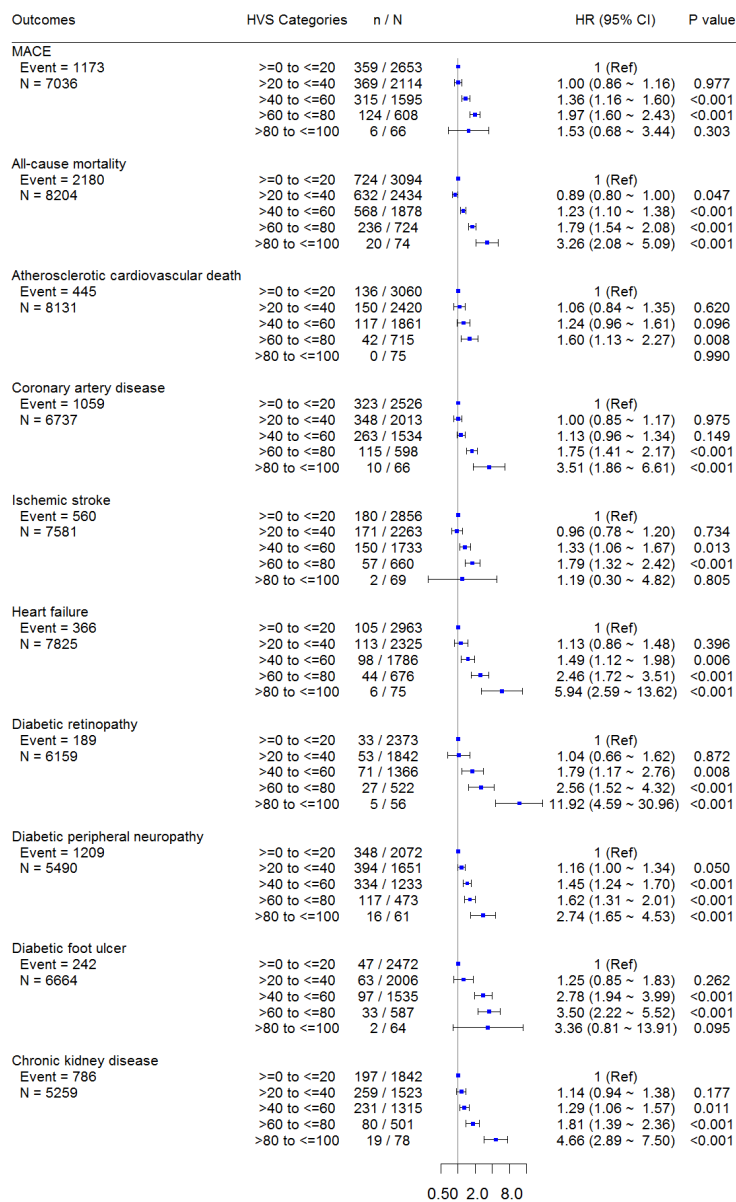 Outcomes HVS Categories n / N HR (95% CI) P value
MACE
Event = 1173 >=0 to <=20 359 / 2653 1 (Ref)
N = 7036 >20 to <=40 369 / 2114 1.00 (0.86 ~ 1.16) 0.977
>40 to <=60 315 / 1595 1.36 (1.16 ~ 1.60) <0.001
>60 to <=80 124 / 608 1.97 (1.60 ~ 2.43) <0.001
>80 to <=100 6 / 66 1.53 (0.68 ~ 3.44) 0.303
All-cause mortality
Event = 2180 >=0 to <=20 724 / 3094 1 (Ref)
N = 8204 >20 to <=40 632 / 2434 0.89 (0.80 ~ 1.00) 0.047
>40 to <=60 568 / 1878 1.23 (1.10 ~ 1.38) <0.001
>60 to <=80 236 / 724 1.79 (1.54 ~ 2.08) <0.001
>80 to <=100 20 / 74 3.26 (2.08 ~ 5.09) <0.001
Atherosclerotic cardiovascular death
Event = 445 >=0 to <=20 136 / 3060 1 (Ref)
N = 8131 >20 to <=40 150 / 2420 1.06 (0.84 ~ 1.35) 0.620
>40 to <=60 117 / 1861 1.24 (0.96 ~ 1.61) 0.096
>60 to <=80 42 / 715 1.60 (1.13 ~ 2.27) 0.008
>80 to <=100 0 / 75 0.990
Coronary artery disease
Event = 1059 >=0 to <=20 323 / 2526 1 (Ref)
N = 6737 >20 to <=40 348 / 2013 1.00 (0.85 ~ 1.17) 0.975
>40 to <=60 263 / 1534 1.13 (0.96 ~ 1.34) 0.149
>60 to <=80 115 / 598 1.75 (1.41 ~ 2.17) <0.001
>80 to <=100 10 / 66 3.51 (1.86 ~ 6.61) <0.001
Ischemic stroke
Event = 560 >=0 to <=20 180 / 2856 1 (Ref)
N = 7581 >20 to <=40 171 / 2263 0.96 (0.78 ~ 1.20) 0.734
>40 to <=60 150 / 1733 1.33 (1.06 ~ 1.67) 0.013
>60 to <=80 57 / 660 1.79 (1.32 ~ 2.42) <0.001
>80 to <=100 2 / 69 1.19 (0.30 ~ 4.82) 0.805
Heart failure
Event = 366 >=0 to <=20 105 / 2963 1 (Ref)
N = 7825 >20 to <=40 113 / 2325 1.13 (0.86 ~ 1.48) 0.396
>40 to <=60 98 / 1786 1.49 (1.12 ~ 1.98) 0.006
>60 to <=80 44 / 676 2.46 (1.72 ~ 3.51) <0.001
>80 to <=100 6 / 75 5.94 (2.59 ~ 13.62) <0.001
Diabetic retinopathy
Event = 189 >=0 to <=20 33 / 2373 1 (Ref)
N = 6159 >20 to <=40 53 / 1842 1.04 (0.66 ~ 1.62) 0.872
>40 to <=60 71 / 1366 1.79 (1.17 ~ 2.76) 0.008
>60 to <=80 27 / 522 2.56 (1.52 ~ 4.32) <0.001
>80 to <=100 5 / 56 11.92 (4.59 ~ 30.96) <0.001
Diabetic peripheral neuropathy
Event = 1209 >=0 to <=20 348 / 2072 1 (Ref)
N = 5490 >20 to <=40 394 / 1651 1.16 (1.00 ~ 1.34) 0.050
>40 to <=60 334 / 1233 1.45 (1.24 ~ 1.70) <0.001
>60 to <=80 117 / 473 1.62 (1.31 ~ 2.01) <0.001
>80 to <=100 16 / 61 2.74 (1.65 ~ 4.53) <0.001
Diabetic foot ulcer
Event = 242 >=0 to <=20 47 / 2472 1 (Ref)
N = 6664 >20 to <=40 63 / 2006 1.25 (0.85 ~ 1.83) 0.262
>40 to <=60 97 / 1535 2.78 (1.94 ~ 3.99) <0.001
>60 to <=80 33 / 587 3.50 (2.22 ~ 5.52) <0.001
>80 to <=100 2 / 64 3.36 (0.81 ~ 13.91) 0.095
Chronic kidney disease
Event = 786 >=0 to <=20 197 / 1842 1 (Ref)
N = 5259 >20 to <=40 259 / 1523 1.14 (0.94 ~ 1.38) 0.177
>40 to <=60 231 / 1315 1.29 (1.06 ~ 1.57) 0.011
>60 to <=80 80 / 501 1.81 (1.39 ~ 2.36) <0.001
>80 to <=100 19 / 78 4.66 (2.89 ~ 7.50) <0.001
0.50 2.0 8.0